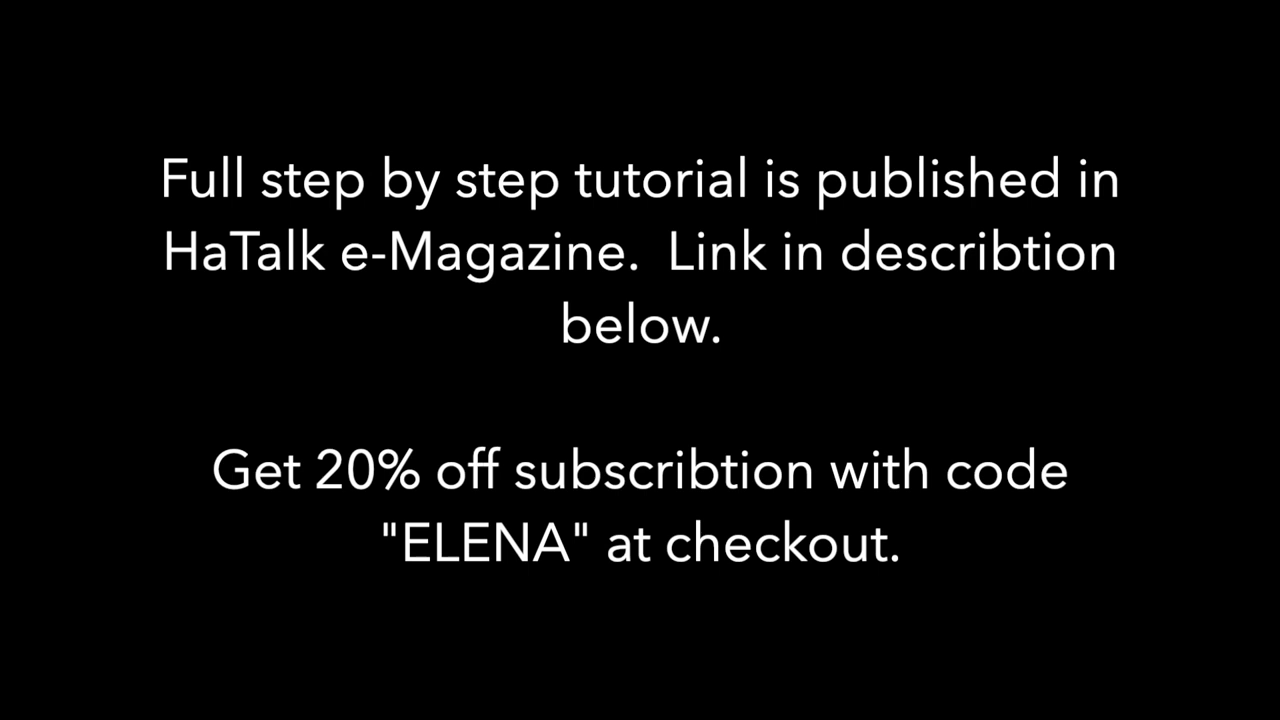 Full step by step tutorial is published in
HaTalk e-Magazine.  Link in describtion
below.
Get 20% off subscribtion with code
"ELENA" at checkout.